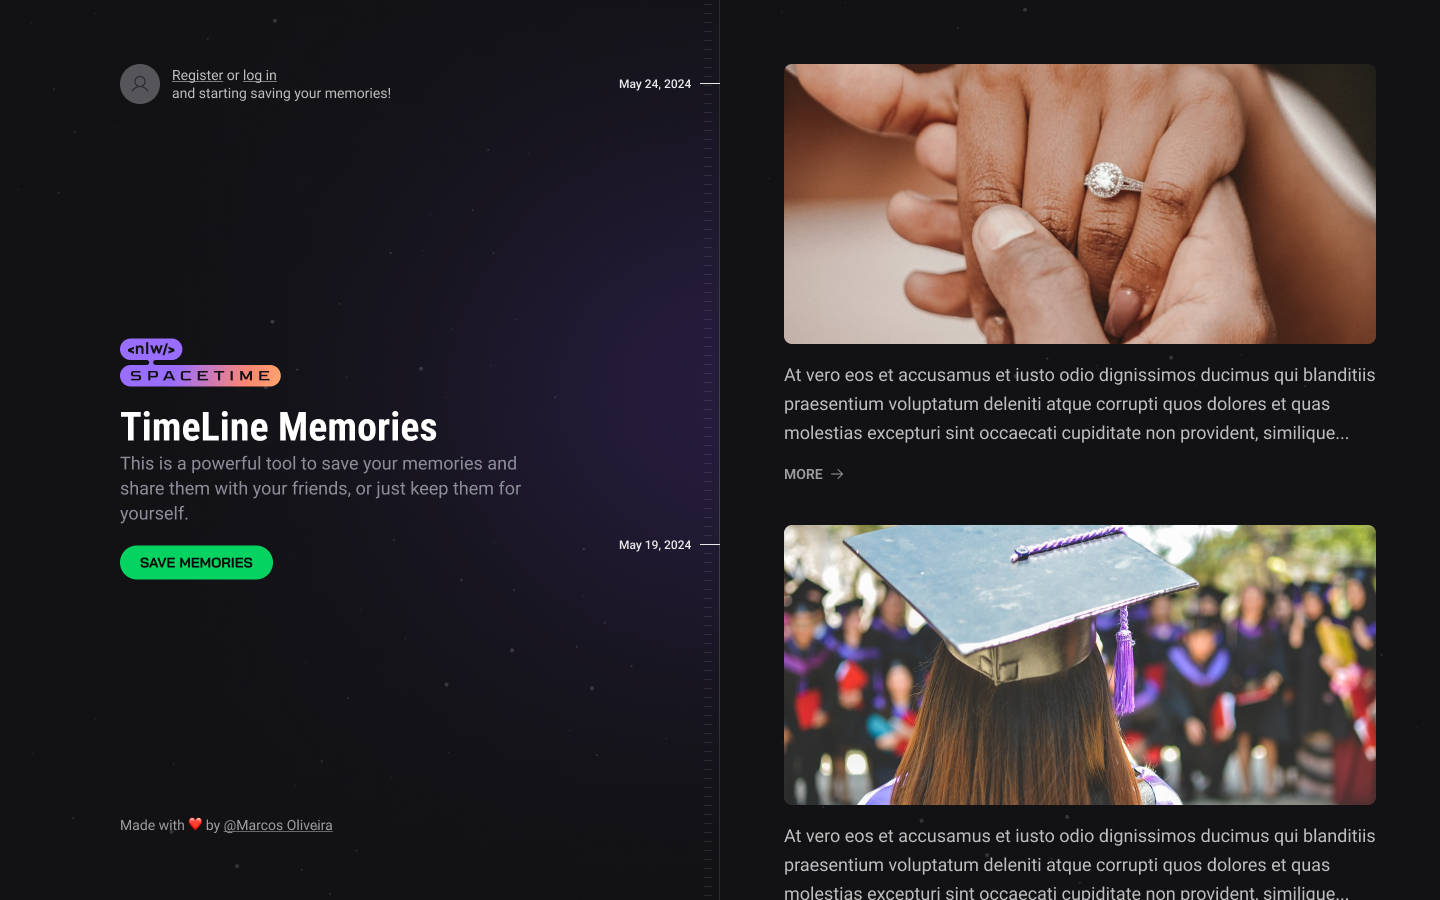 Register or log in
and starting saving your memories!
<nlw/>
SPACETIME
TimeLine Memories
This is a powerful tool to save your memories and
share them with your friends, or just keep them for
yourself.
SAVE MEMORIES
Made with ❤️ by @Marcos Oliveira
May 24, 2024
At vero eos et accusamus et iusto odio dignissimos ducimus qui blanditiis
praesentium voluptatum deleniti atque corrupti quos dolores et quas
molestias excepturi sint occaecati cupiditate non provident, similique...
MORE →
May 19, 2024
At vero eos et accusamus et iusto odio dignissimos ducimus qui blanditiis
praesentium voluptatum deleniti atque corrupti quos dolores et quas
molestias excepturi sint occaecati cupiditate non provident, similique...